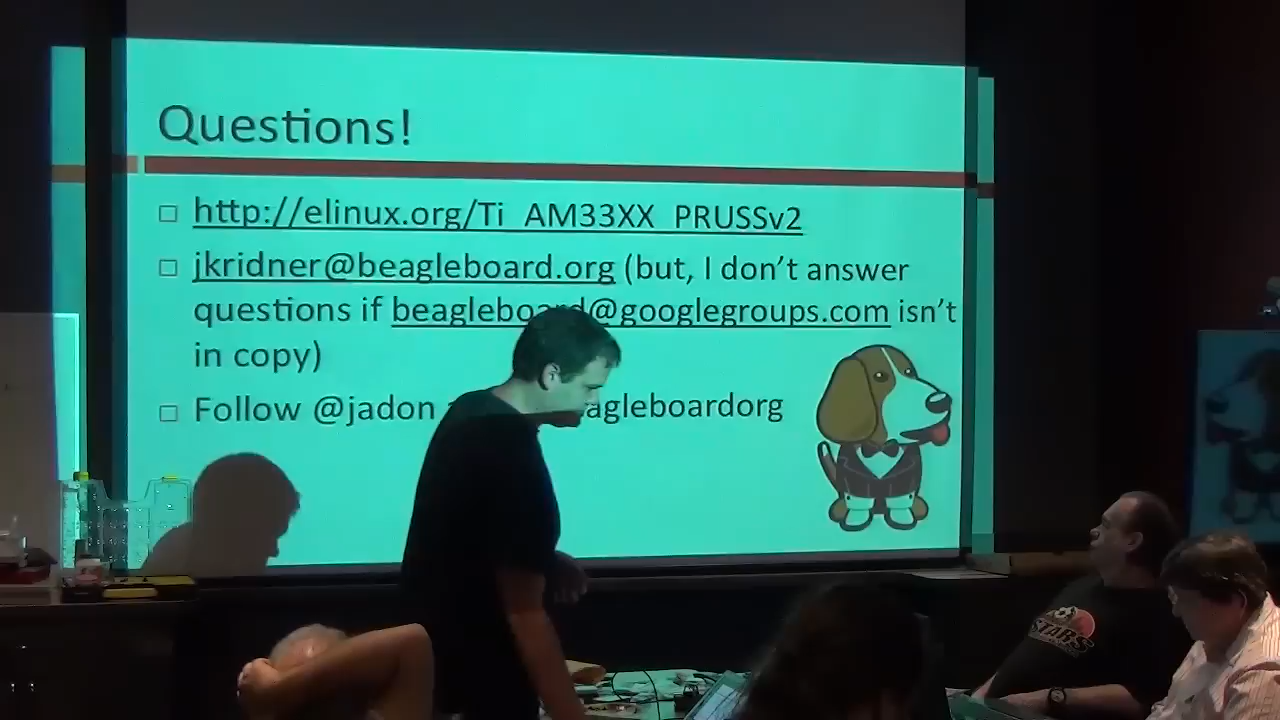 Questions!
http://elinux.org/Ti_AM33XX_PRUSSv2
jkridner@beagleboard.org (but, I don't answer
questions if beagleboard@googlegroups.com isn't
in copy)
Follow @jadon agleboardorg
STARS